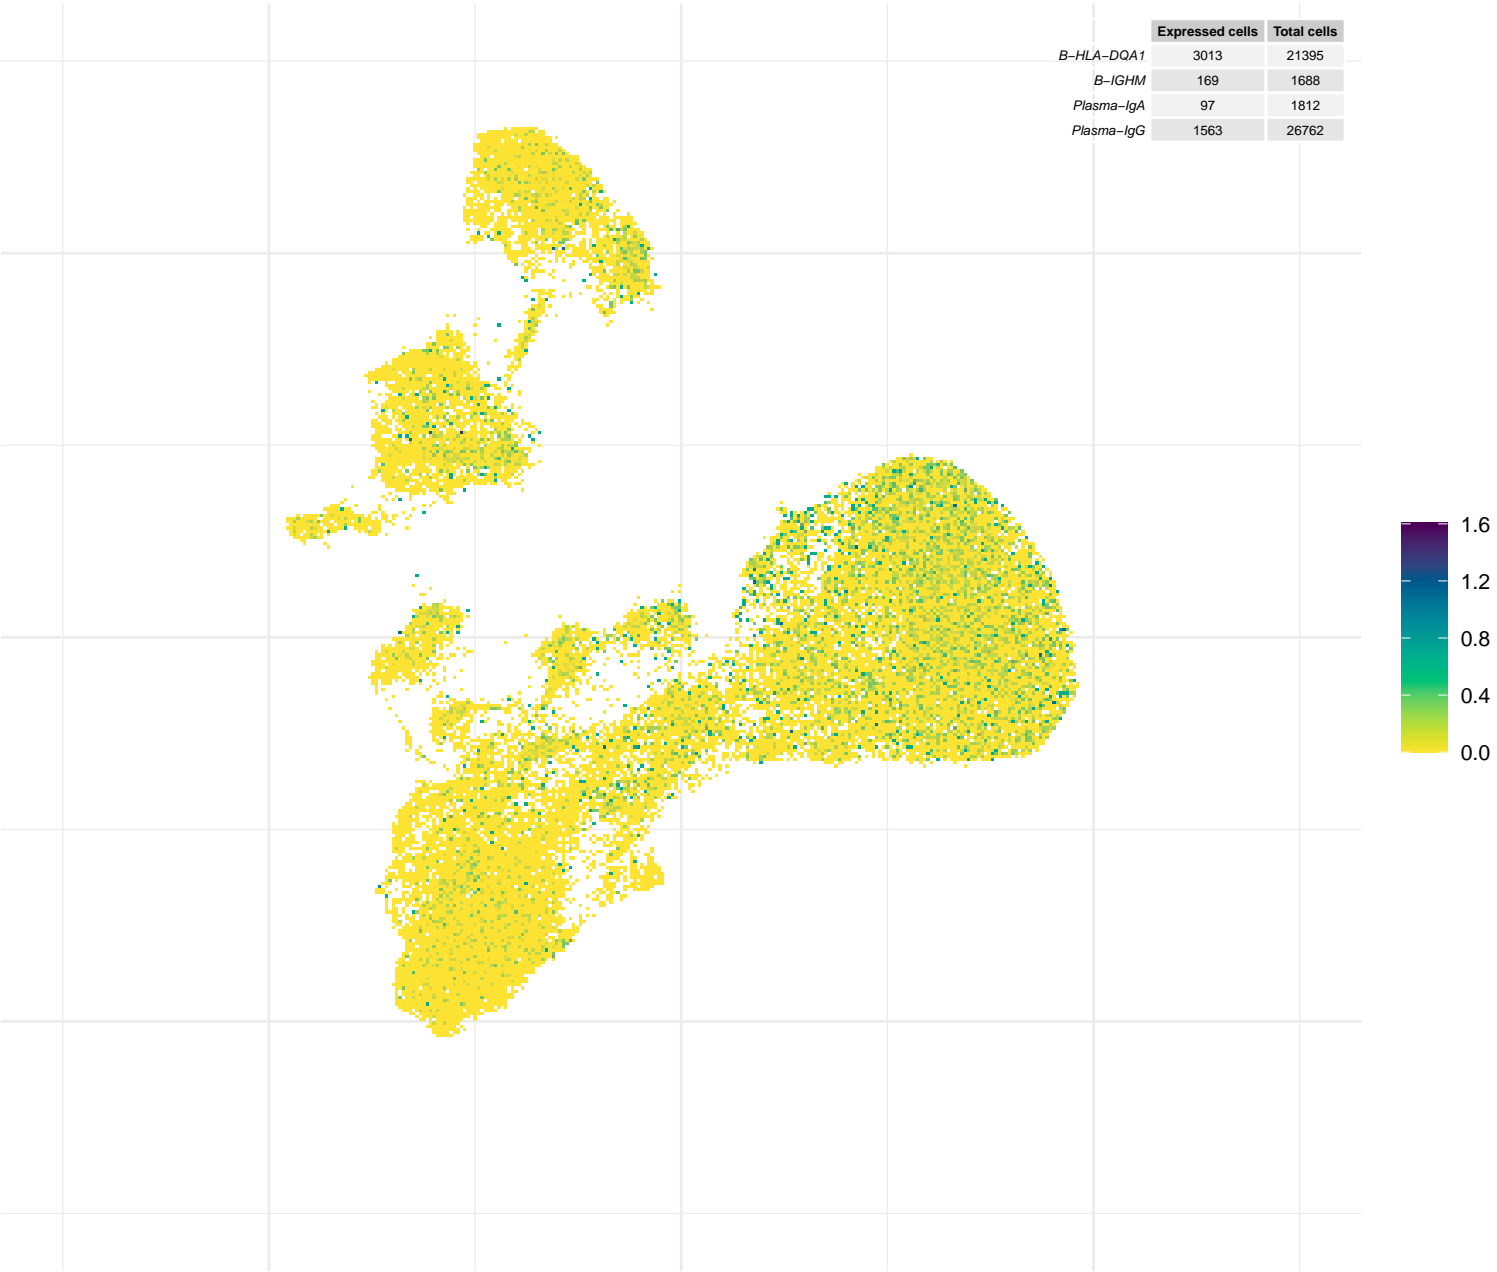 Expressed cells Total cells
B−HLA−DQA1 3013 21395
B−IGHM 169 1688
Plasma−IgA 97 1812
Plasma−IgG 1563 26762
1.6
1.2
0.8
0.4
0.0